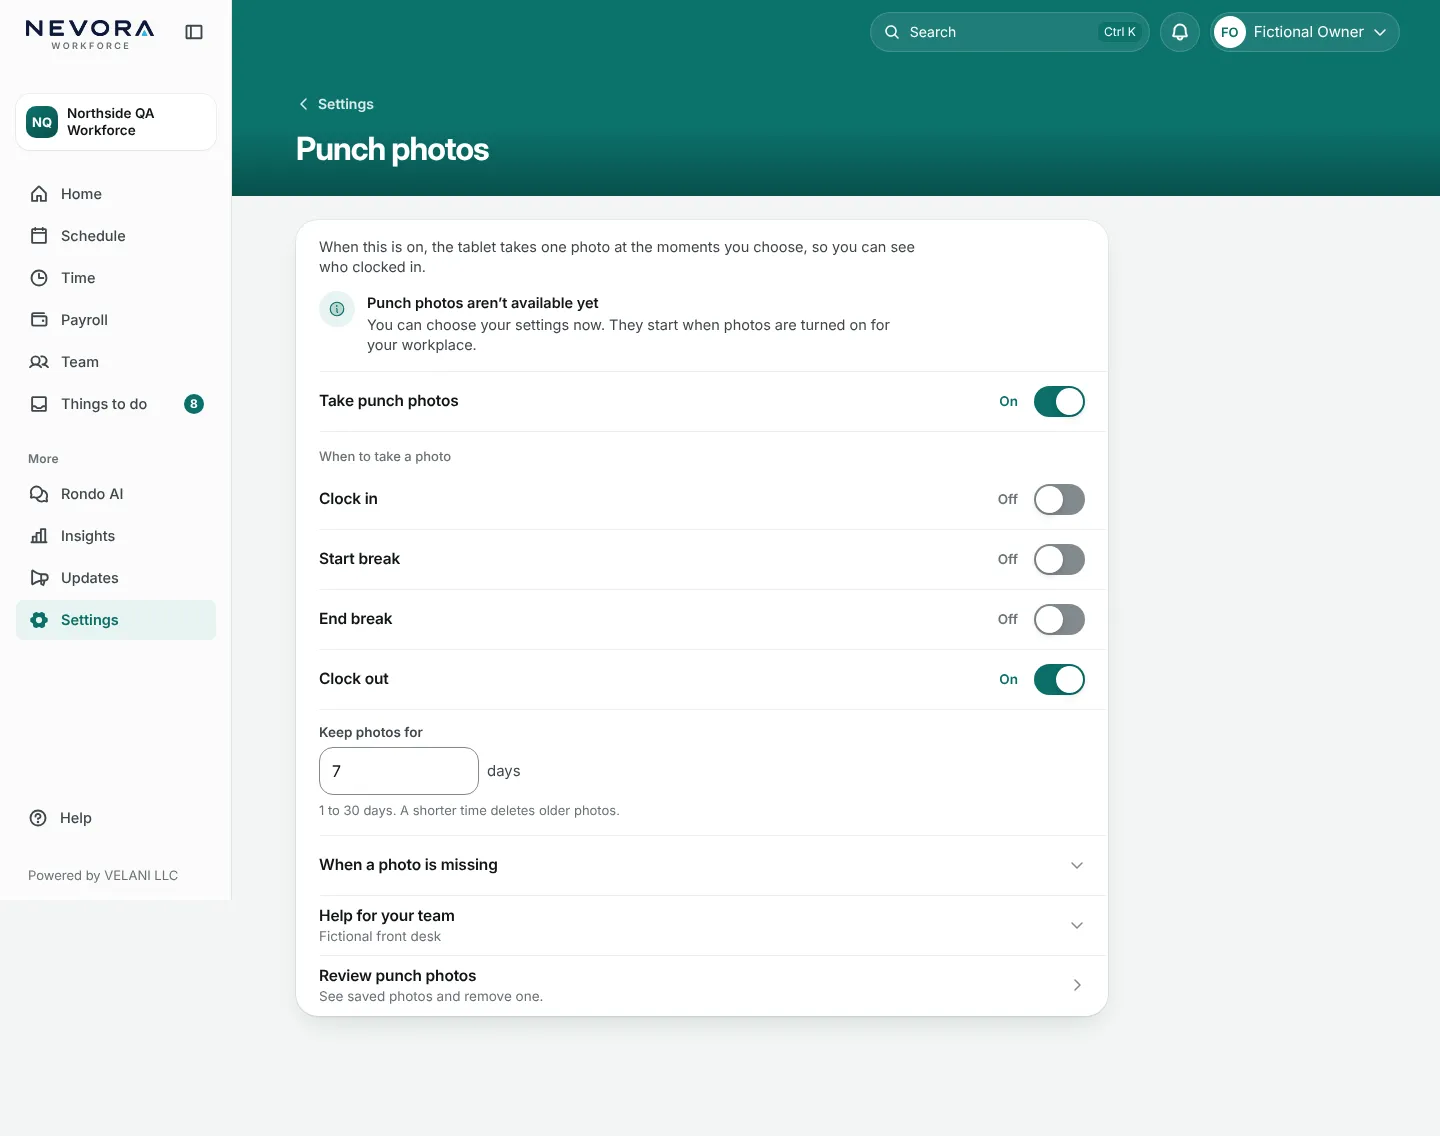 NEVORA
WORKFORCE
Search
Ctrl K
FO
Fictional Owner
NQ
Northside QA
Workforce
Home
Schedule
Time
Payroll
Team
Things to do
8
More
Rondo AI
Insights
Updates
Settings
Help
Powered by VELANI LLC
Settings
Punch photos
When this is on, the tablet takes one photo at the moments you choose, so you can see
who clocked in.
Punch photos aren’t available yet
You can choose your settings now. They start when photos are turned on for
your workplace.
Take punch photos
On
When to take a photo
Clock in
Off
Start break
Off
End break
Off
Clock out
On
Keep photos for
7
days
1 to 30 days. A shorter time deletes older photos.
When a photo is missing
Help for your team
Fictional front desk
Review punch photos
See saved photos and remove one.